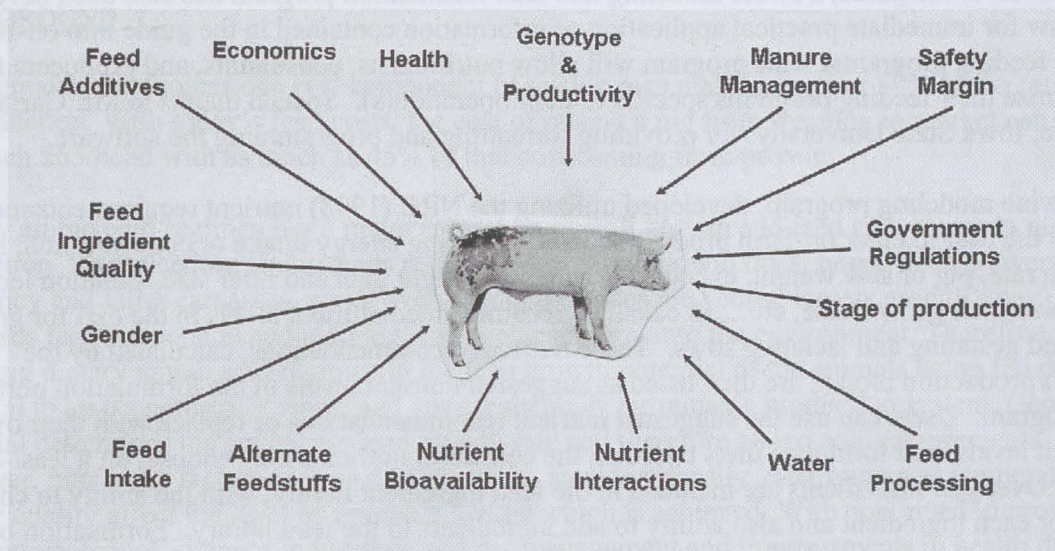 Feed
Additives
Economics
Health
Genotype
&
Productivity
Manure
Management
Safety
Margin
Feed
Ingredient
Quality
Government
Regulations
Gender
Stage of production
Feed
Intake
Alternate
Feedstuffs
Nutrient
Bioavailability
Nutrient
Interactions
Water
Feed
Processing